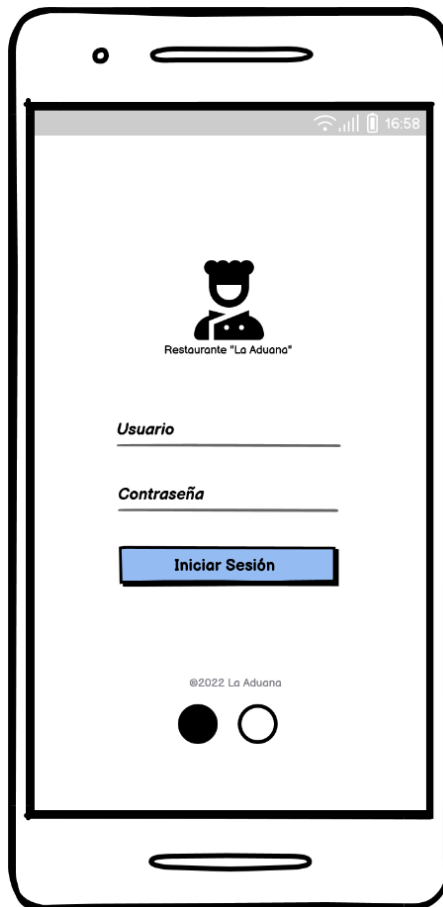 16:58
Restaurante "La Aduana"
Usuario
Contraseña
Iniciar Sesión
©2022 La Aduana